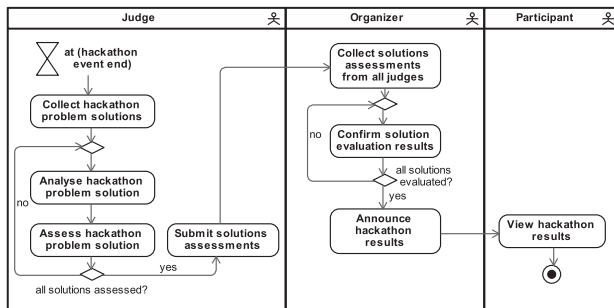 Judge
Organizer
Participant
at (hackathon
event end)
Collect hackathon
problem solutions
Analyse hackathon
problem solution
no
Assess hackathon
problem solution
all solutions assessed?
yes
Submit solutions
assessments
Collect solutions
assessments
from all judges
no
Confirm solution
evaluation results
all solutions
evaluated?
yes
Announce
hackathon
results
View hackathon
results